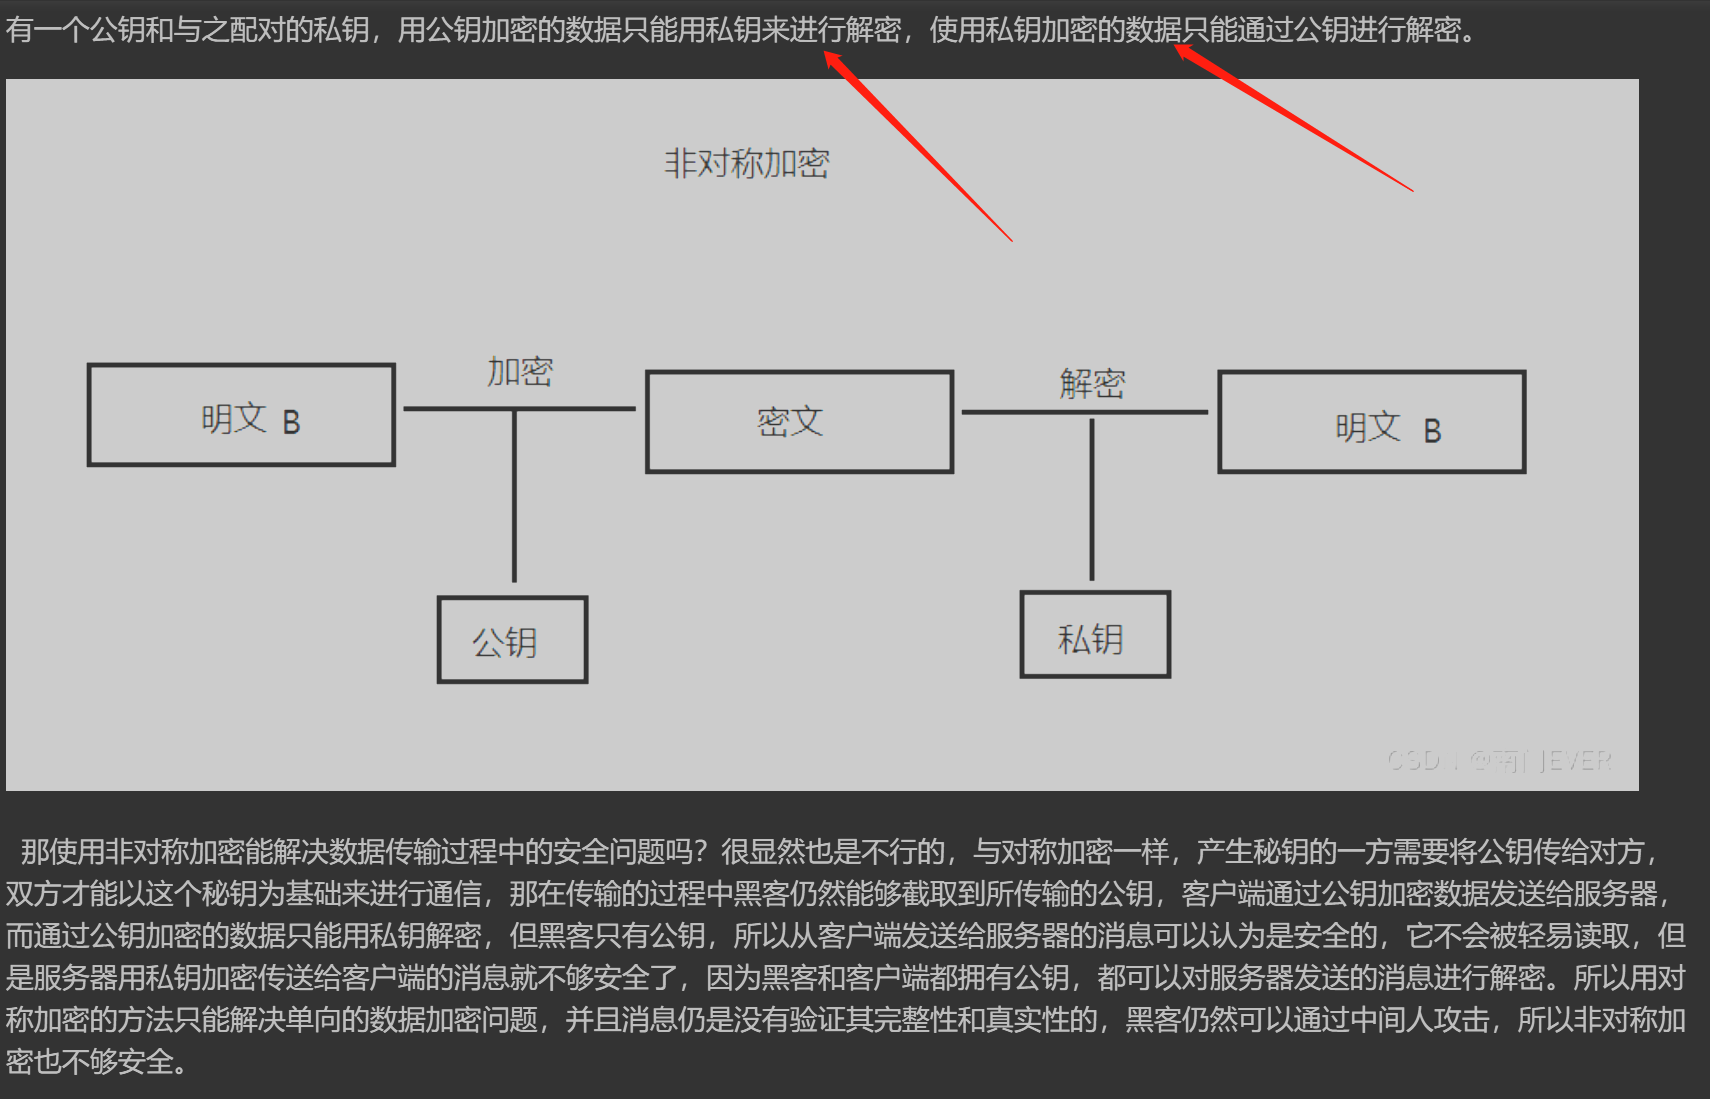 有一个公钥和与之配对的私钥，用公钥加密的数据只能用私钥来进行解密，使用私钥加密的数据只能通过公钥进行解密。
非对称加密
加密
解密
明文 B
密文
明文 B
公钥
私钥
CSDN @南门JEVER
那使用非对称加密能解决数据传输过程中的安全问题吗？很显然也是不行的，与对称加密一样，产生秘钥的一方需要将公钥传给对方，
双方才能以这个秘钥为基础来进行通信，那在传输的过程中黑客仍然能够截取到所传输的公钥，客户端通过公钥加密数据发送给服务器，
而通过公钥加密的数据只能用私钥解密，但黑客只有公钥，所以从客户端发送给服务器的消息可以认为是安全的，它不会被轻易读取，但
是服务器用私钥加密传送给客户端的消息就不够安全了，因为黑客和客户端都拥有公钥，都可以对服务器发送的消息进行解密。所以用对
称加密的方法只能解决单向的数据加密问题，并且消息仍是没有验证其完整性和真实性的，黑客仍然可以通过中间人攻击，所以非对称加
密也不够安全。